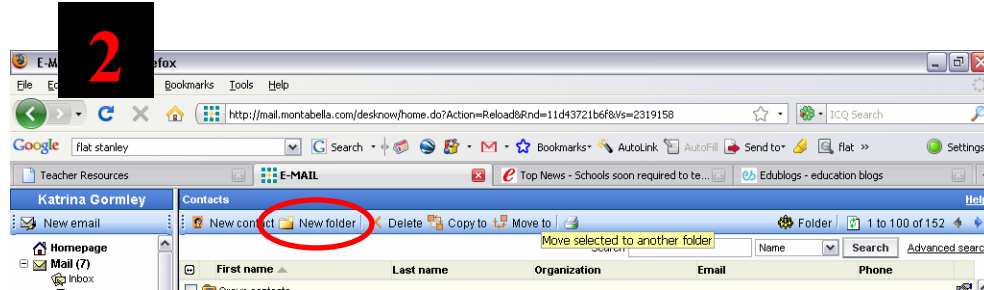 2
E-M efox
File Ed Bookmarks Tools Help
http://mail.montabella.com/desknow/home.do?Action=Reload&Rnd=11d43721b6f&Vs=2319158 ICQ Search
Google flat stanley G Search Bookmarks AutoLink AutoFill Send to flat » Settings
Teacher Resources E-MAIL Top News - Schools soon required to te... Edublogs - education blogs
Katrina Gormley Contacts Help
New email New contact New folder Delete Copy to Move to Folder 1 to 100 of 152
Homepage Search Name Search Advanced searc
Move selected to another folder
Mail (7) First name Last name Organization Email Phone
Inbox Group contacts